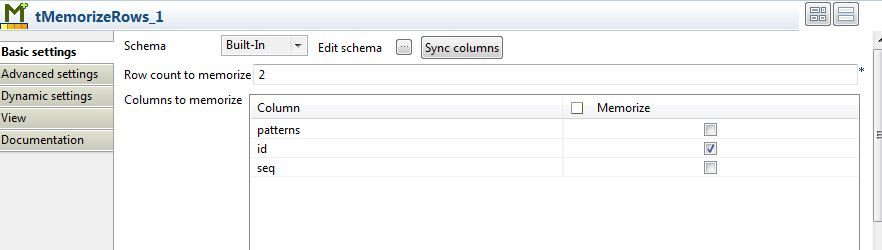 tMemorizeRows_1
Basic settings
Advanced settings
Dynamic settings
View
Documentation
Schema Built-In Edit schema ... Sync columns
Row count to memorize 2 *
Columns to memorize
Column Memorize
patterns
id
seq